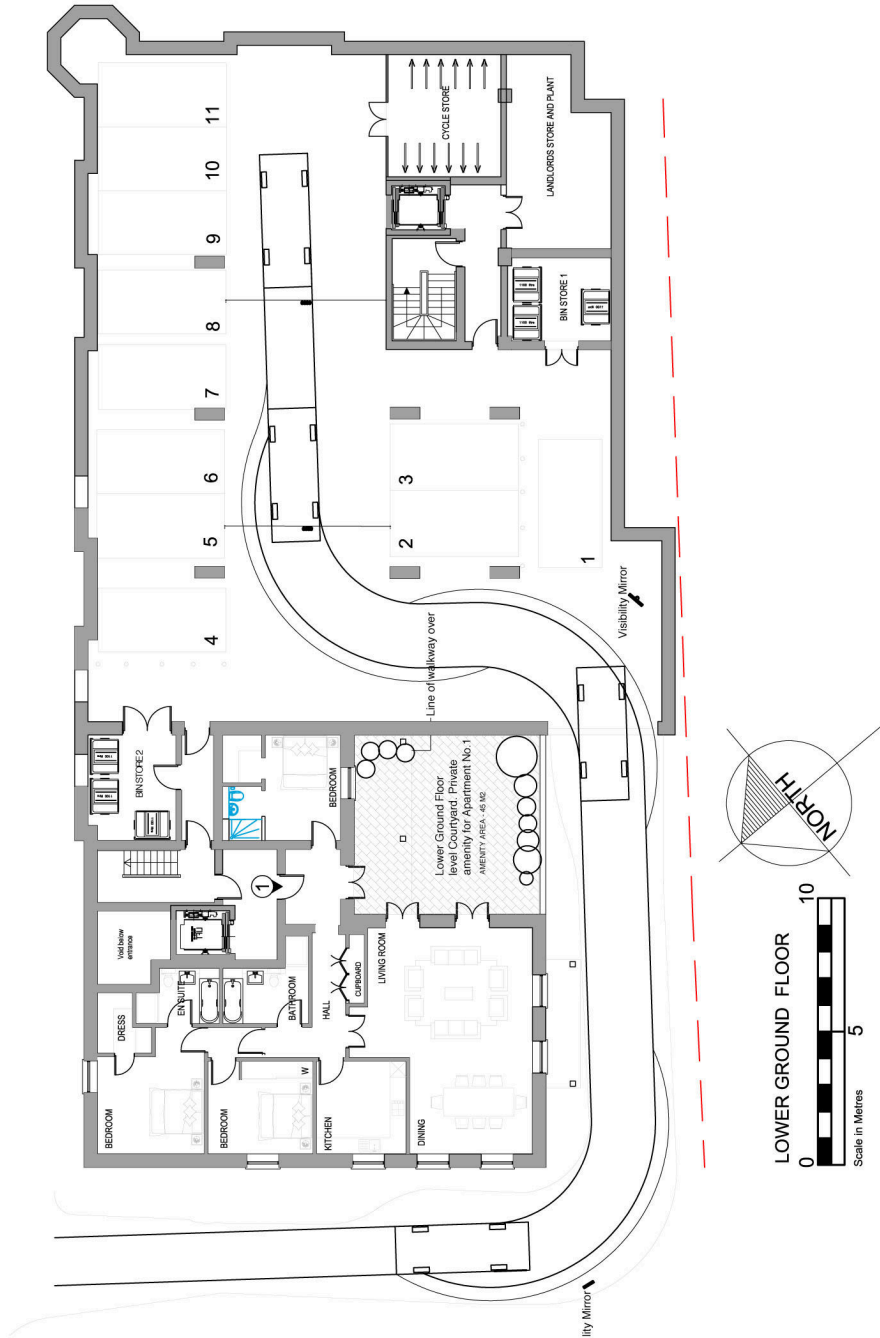 11
10
9
8
7
6
5
4
3
2
1
CYCLE STORE
LANDLORDS STORE AND PLANT
BIN STORE 1
Visibility Mirror
Line of walkway over
BIN STORE 2
BEDROOM
Lower Ground Floor
level Courtyard. Private
amenity for Apartment No.1
AMENITY AREA - 45 M2
1
Void below
entrance
DRESS
EN SUITE
BATHROOM
HALL
CUPBOARD
LIVING ROOM
BEDROOM
BEDROOM
W
KITCHEN
DINING
lity Mirror
NORTH
LOWER GROUND FLOOR
0
5
10
Scale in Metres